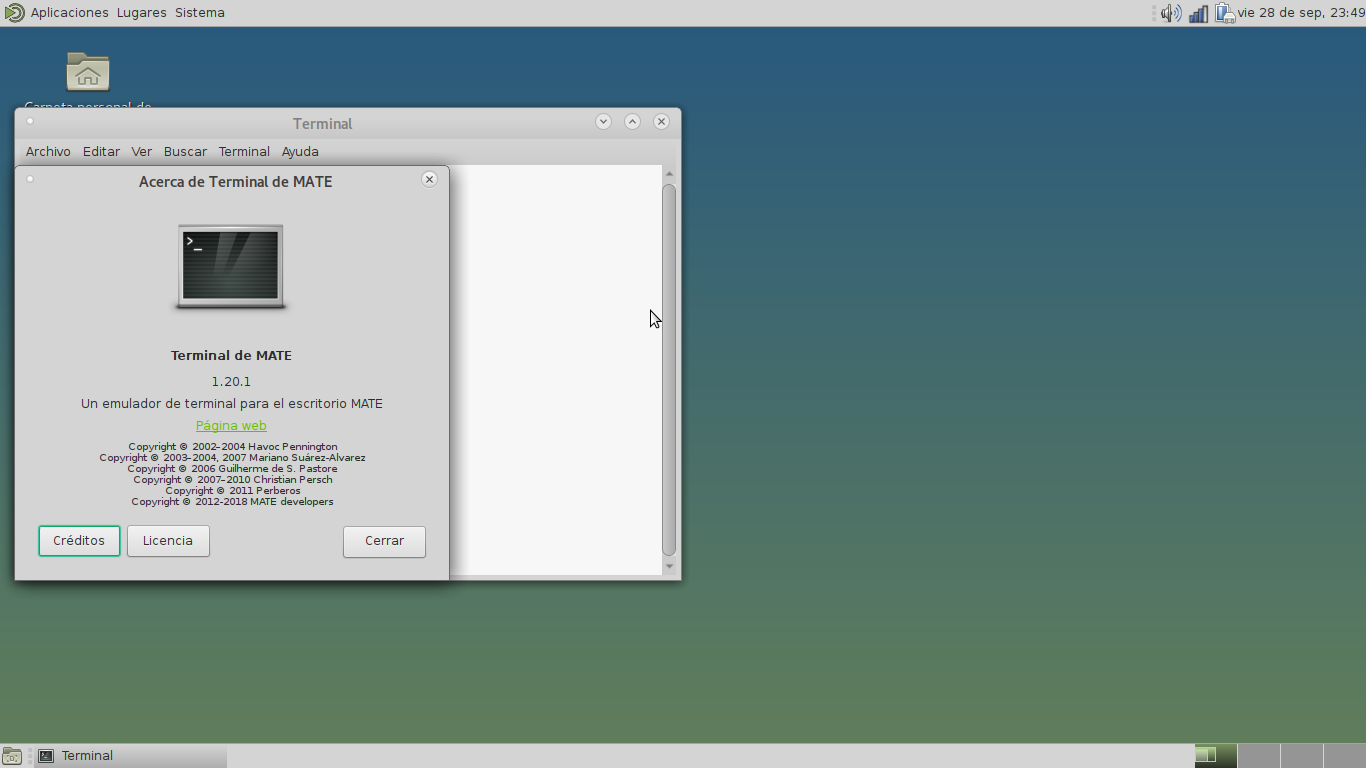 Aplicaciones Lugares Sistema
vie 28 de sep, 23:49
Carpeta personal de
Terminal
Archivo Editar Ver Buscar Terminal Ayuda
Acerca de Terminal de MATE
>_
Terminal de MATE
1.20.1
Un emulador de terminal para el escritorio MATE
Página web
Copyright © 2002–2004 Havoc Pennington
Copyright © 2003–2004, 2007 Mariano Suárez-Alvarez
Copyright © 2006 Guilherme de S. Pastore
Copyright © 2007–2010 Christian Persch
Copyright © 2011 Perberos
Copyright © 2012-2018 MATE developers
Créditos Licencia Cerrar
Terminal